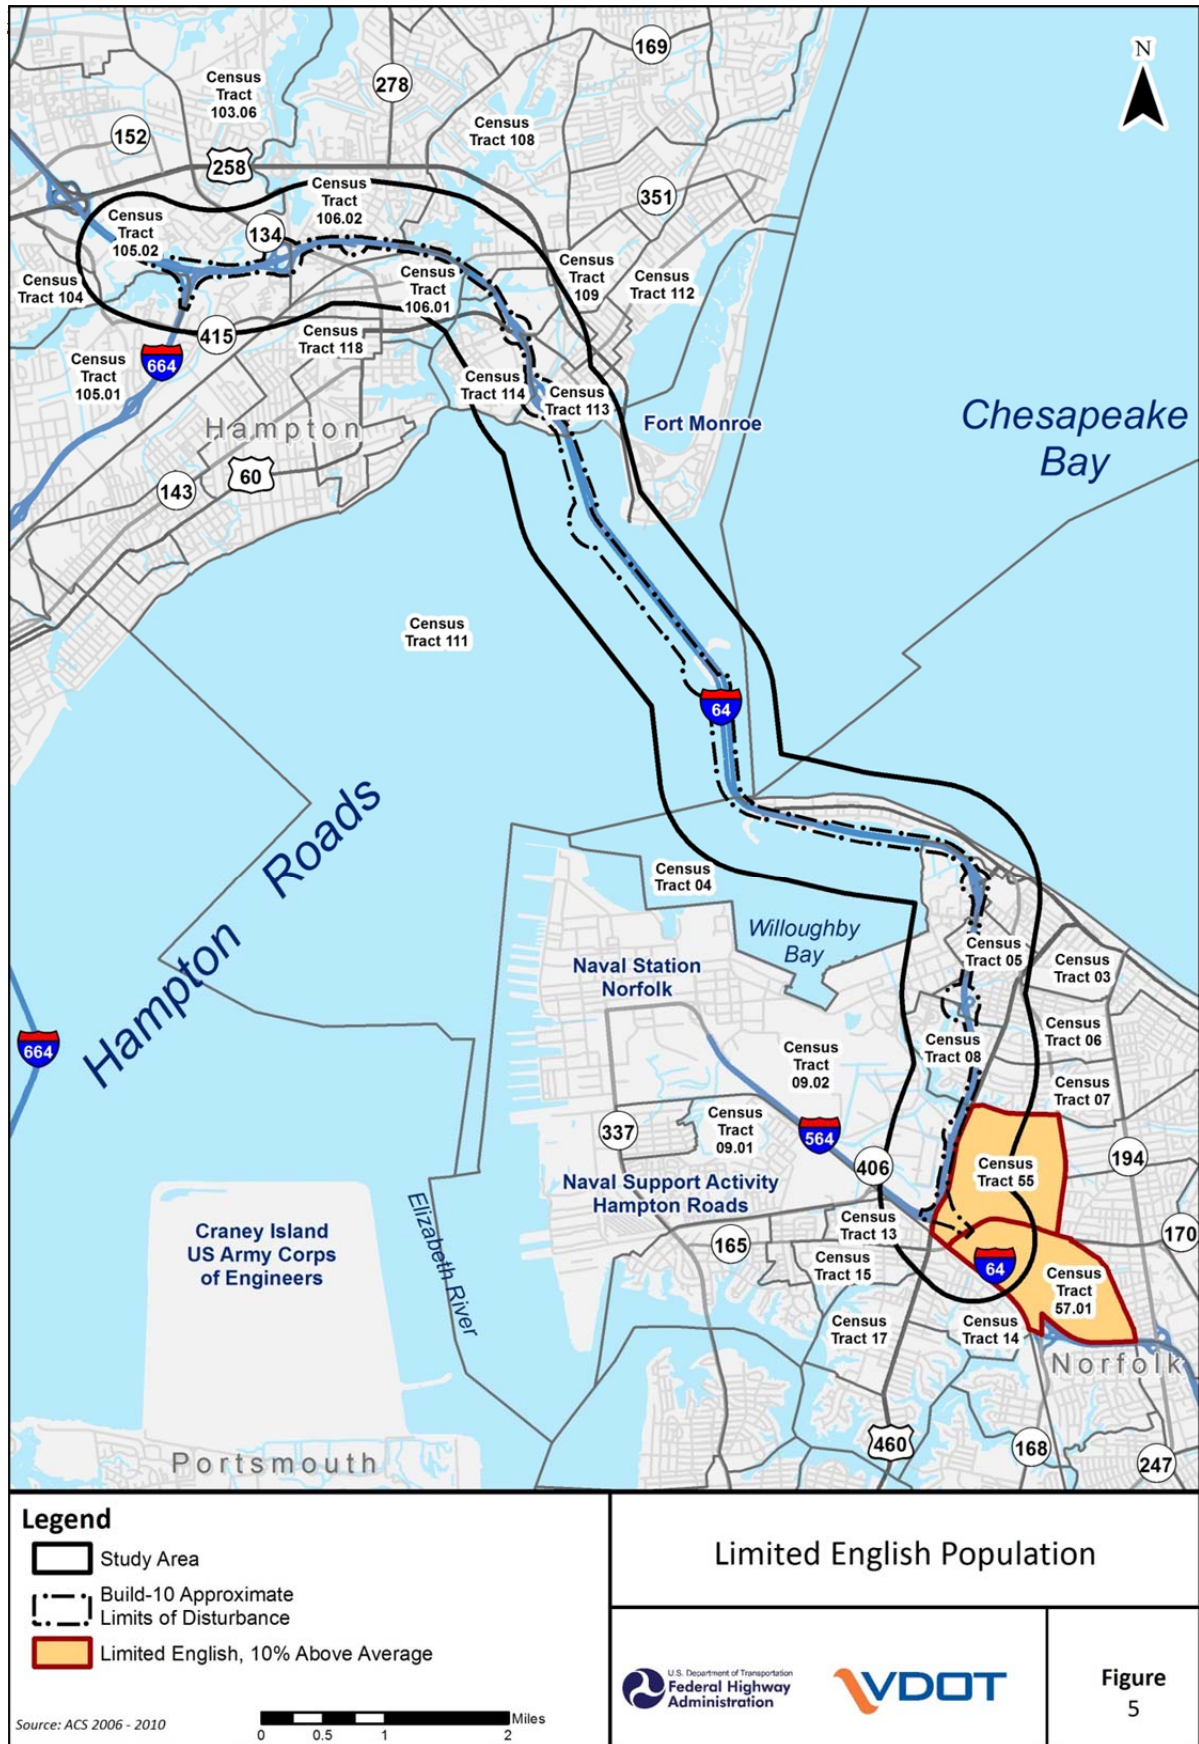 169
N
278
Census
Tract
103.06
Census
Tract 108
152
258
351
Census
Tract
106.02
Census
Tract
105.02
134
Census
Tract
109
Census
Tract 112
Census
Tract 104
Census
Tract
106.01
415
Census
Tract 118
664
Census
Tract
105.01
Census
Tract 114
Census
Tract 113
Fort Monroe
Chesapeake
Bay
Hampton
60
143
Census
Tract 111
64
Hampton Roads
Census
Tract 04
Willoughby
Bay
Census
Tract 05
Census
Tract 03
Naval Station
Norfolk
664
Census
Tract 06
Census
Tract 08
Census
Tract
09.02
Census
Tract 07
Census
Tract
09.01
337
564
406
194
Census
Tract 55
Naval Support Activity
Hampton Roads
Elizabeth River
Craney Island
US Army Corps
of Engineers
165
Census
Tract 13
170
Census
Tract 15
64
Census
Tract
57.01
Census
Tract 17
Census
Tract 14
Norfolk
460
168
247
Portsmouth
Legend
Study Area
Build-10 Approximate
Limits of Disturbance
Limited English, 10% Above Average
Source: ACS 2006 - 2010
0 0.5 1 2 Miles
Limited English Population
U.S. Department of Transportation
Federal Highway
Administration
VDOT
Figure
5